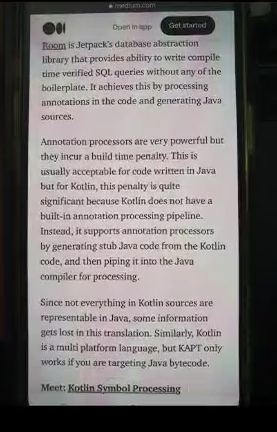 medium.com
Open in app
Get started
Room is Jetpack's database abstraction
library that provides ability to write compile
time verified SQL queries without any of the
boilerplate. It achieves this by processing
annotations in the code and generating Java
sources.
Annotation processors are very powerful but
they incur a build time penalty. This is
usually acceptable for code written in Java
but for Kotlin, this penalty is quite
significant because Kotlin does not have a
built-in annotation processing pipeline.
Instead, it supports annotation processors
by generating stub Java code from the Kotlin
code, and then piping it into the Java
compiler for processing.
Since not everything in Kotlin sources are
representable in Java, some information
gets lost in this translation. Similarly, Kotlin
is a multi platform language, but KAPT only
works if you are targeting Java bytecode.
Meet: Kotlin Symbol Processing